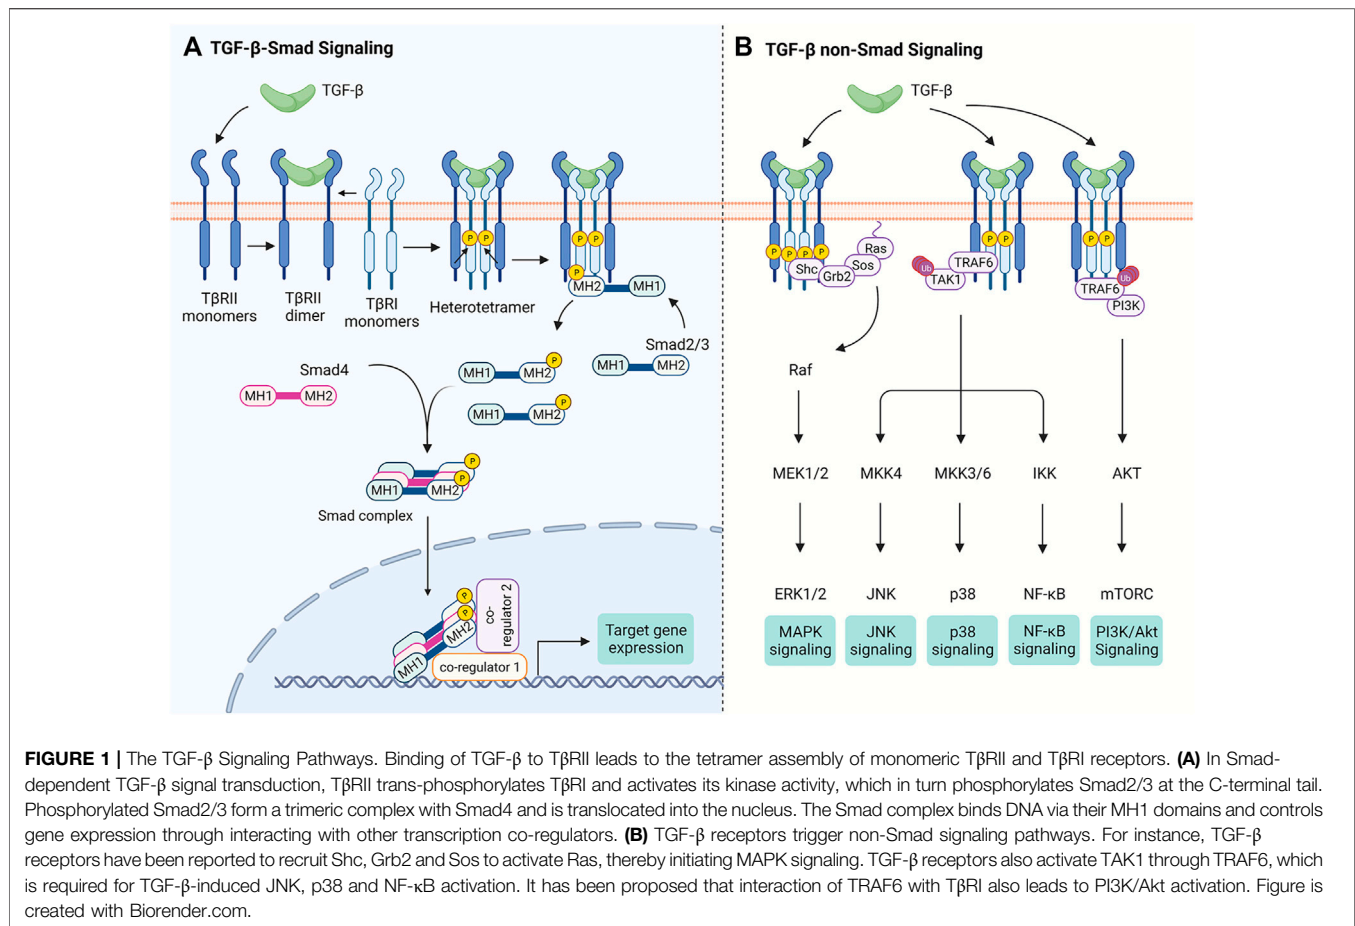 A TGF-β-Smad Signaling
TGF-β
TβRII
monomers
TβRII
dimer
TβRI
monomers
P
P
Heterotetramer
P
P
P
MH2
MH1
Smad2/3
MH1
MH2
Smad4
MH1
MH2
MH1
MH2
P
MH1
MH2
P
P
P
MH1
MH2
Smad complex
P
P
MH2
MH1
co-
regulator 2
co-regulator 1
Target gene
expression
B TGF-β non-Smad Signaling
TGF-β
P
P
P
P
Shc
Grb2
Sos
Ras
P
P
Ub
TAK1
TRAF6
P
P
TRAF6
Ub
PI3K
Raf
MEK1/2
MKK4
MKK3/6
IKK
AKT
ERK1/2
JNK
p38
NF-κB
mTORC
MAPK
signaling
JNK
signaling
p38
signaling
NF-κB
signaling
PI3K/Akt
Signaling
FIGURE 1 | The TGF-β Signaling Pathways. Binding of TGF-β to TβRII leads to the tetramer assembly of monomeric TβRII and TβRI receptors. (A) In Smad-
dependent TGF-β signal transduction, TβRII trans-phosphorylates TβRI and activates its kinase activity, which in turn phosphorylates Smad2/3 at the C-terminal tail.
Phosphorylated Smad2/3 form a trimeric complex with Smad4 and is translocated into the nucleus. The Smad complex binds DNA via their MH1 domains and controls
gene expression through interacting with other transcription co-regulators. (B) TGF-β receptors trigger non-Smad signaling pathways. For instance, TGF-β
receptors have been reported to recruit Shc, Grb2 and Sos to activate Ras, thereby initiating MAPK signaling. TGF-β receptors also activate TAK1 through TRAF6, which
is required for TGF-β-induced JNK, p38 and NF-κB activation. It has been proposed that interaction of TRAF6 with TβRI also leads to PI3K/Akt activation. Figure is
created with Biorender.com.